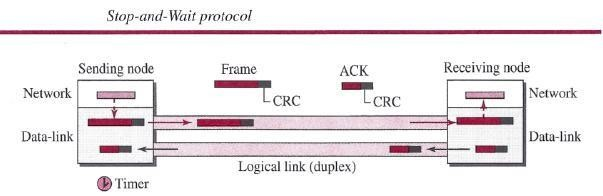 Stop-and-Wait protocol
Sending node
Frame
ACK
Receiving node
Network
CRC
CRC
Network
Data-link
Data-link
Logical link (duplex)
Timer